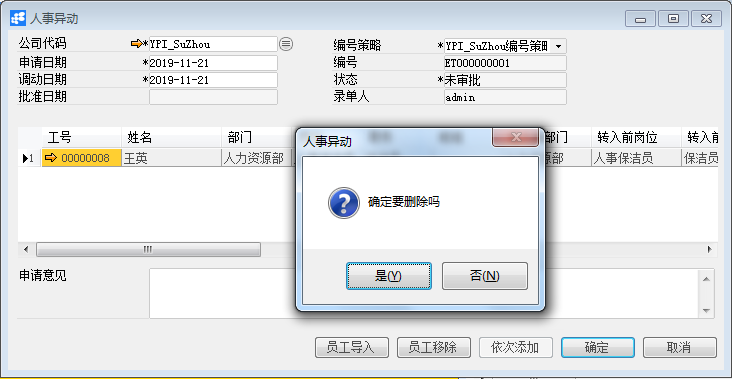 人事异动
公司代码 *YPI_SuZhou 编号策略 *YPI_SuZhou编号策略
申请日期 *2019-11-21 编号 ET000000001
调动日期 *2019-11-21 状态 *未审批
批准日期 录单人 admin
工号 姓名 部门 部门 转入前岗位 转入前
1 00000008 王英 人力资源部 源部 人事保洁员 保洁员
人事异动
确定要删除吗
是(Y) 否(N)
申请意见
员工导入 员工移除 依次添加 确定 取消